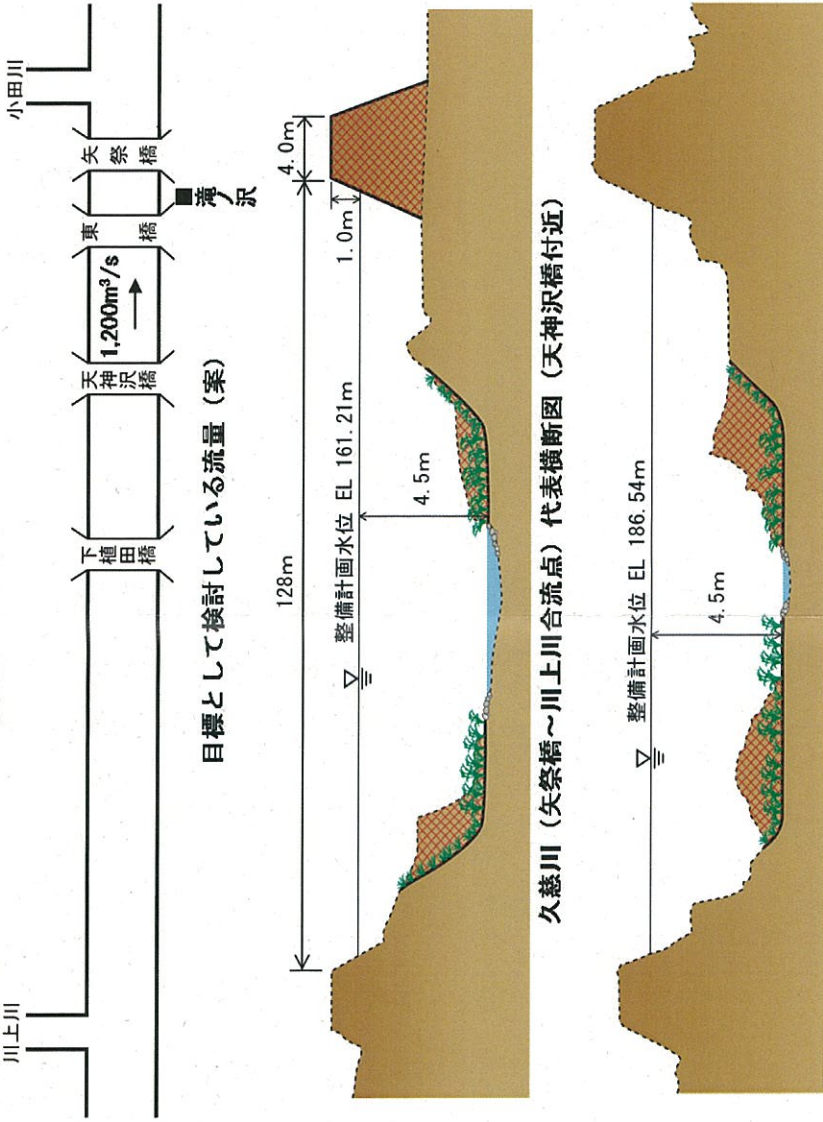 川上川
小田川
下植田橋
天神沢橋
東橋
矢祭橋
1,200m³/s
滝ノ沢
目標として検討している流量（案）
128m
4.0m
1.0m
整備計画水位 EL 161.21m
4.5m
久慈川（矢祭橋～川上川合流点）代表横断図（天神沢橋付近）
整備計画水位 EL 186.54m
4.5m